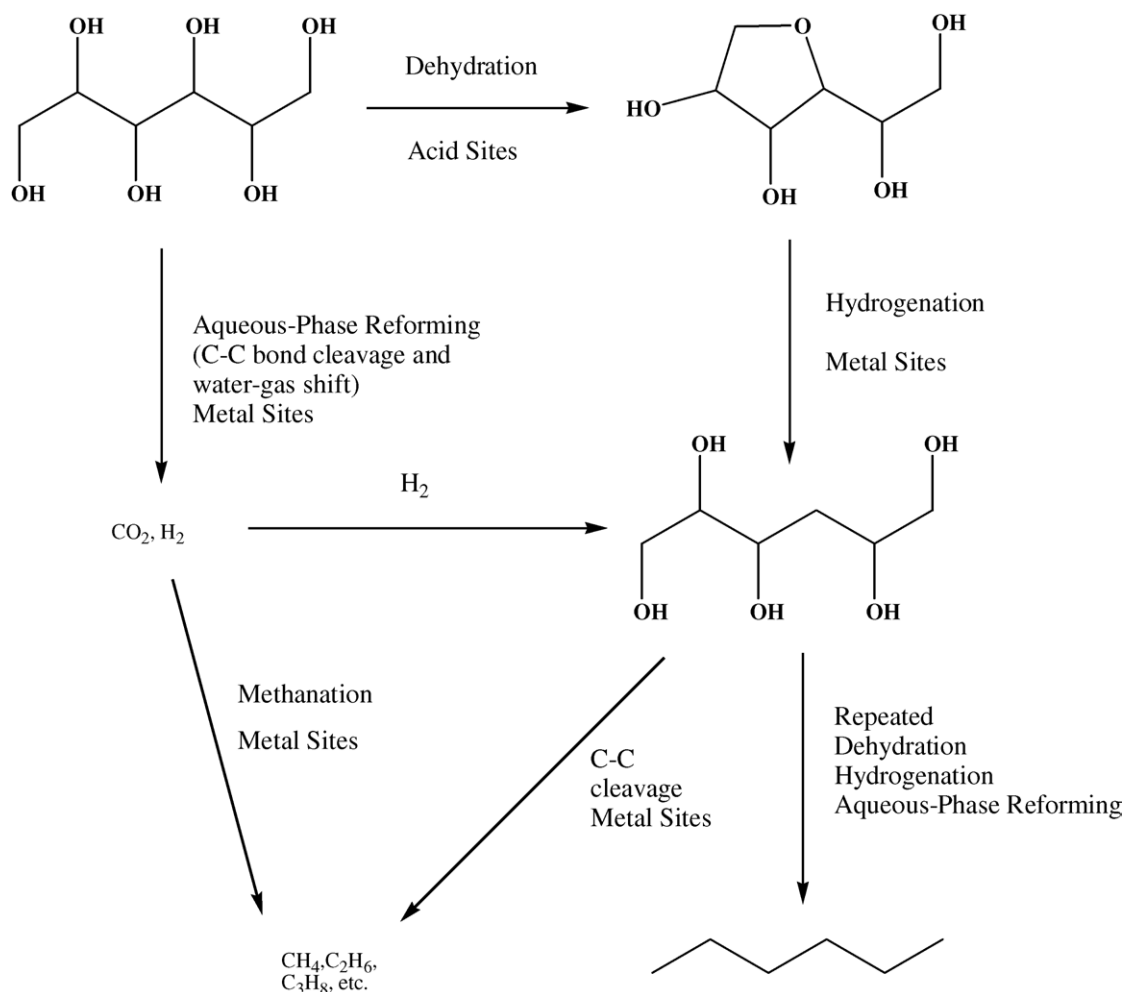 OH
OH
OH
OH
OH
OH
Dehydration
Acid Sites
O
OH
HO
OH
OH
Aqueous-Phase Reforming
(C-C bond cleavage and
water-gas shift)
Metal Sites
Hydrogenation
Metal Sites
CO2, H2
H2
OH
OH
OH
OH
OH
Methanation
Metal Sites
C-C
cleavage
Metal Sites
Repeated
Dehydration
Hydrogenation
Aqueous-Phase Reforming
CH4,C2H6,
C3H8, etc.